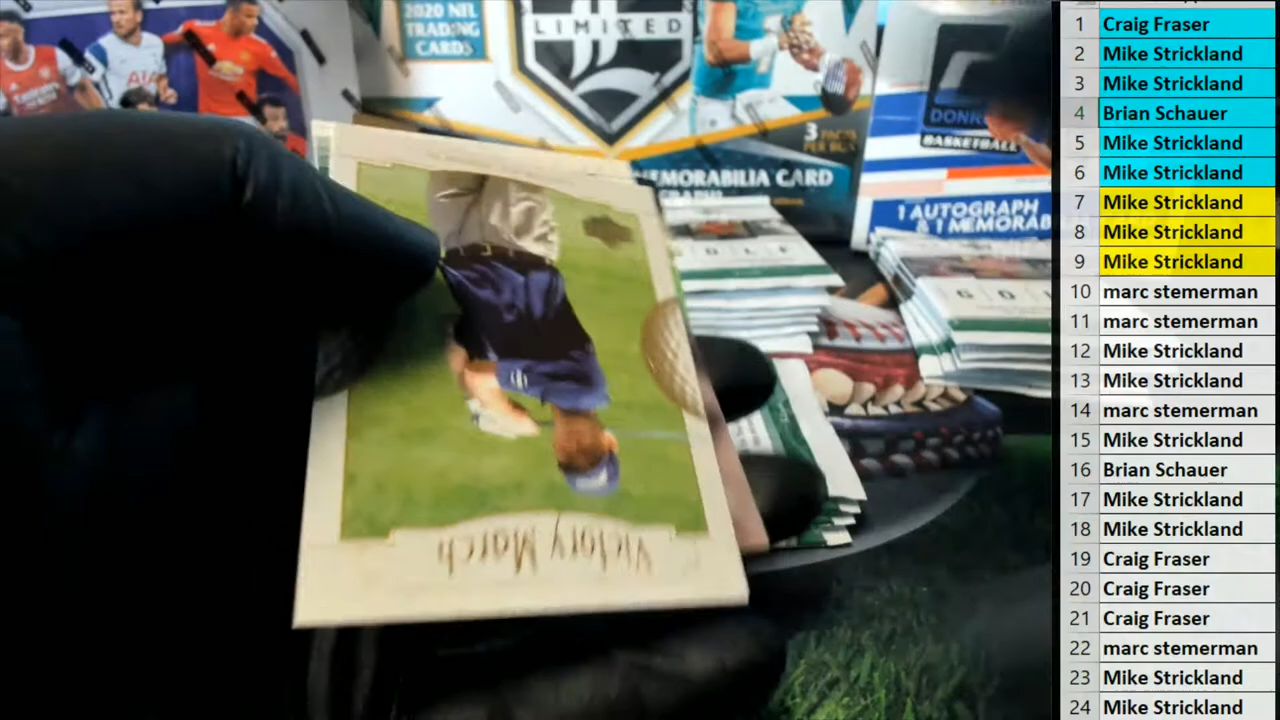 2020 NFL
TRADING
CARDS
LIMITED
3 PACKS
PER BOX
MEMORABILIA CARD
BASKETBALL
1 AUTOGRAPH
& 1 MEMORAB
G O L F
G O L
Victory March
1 Craig Fraser
2 Mike Strickland
3 Mike Strickland
4 Brian Schauer
5 Mike Strickland
6 Mike Strickland
7 Mike Strickland
8 Mike Strickland
9 Mike Strickland
10 marc stemerman
11 marc stemerman
12 Mike Strickland
13 Mike Strickland
14 marc stemerman
15 Mike Strickland
16 Brian Schauer
17 Mike Strickland
18 Mike Strickland
19 Craig Fraser
20 Craig Fraser
21 Craig Fraser
22 marc stemerman
23 Mike Strickland
24 Mike Strickland